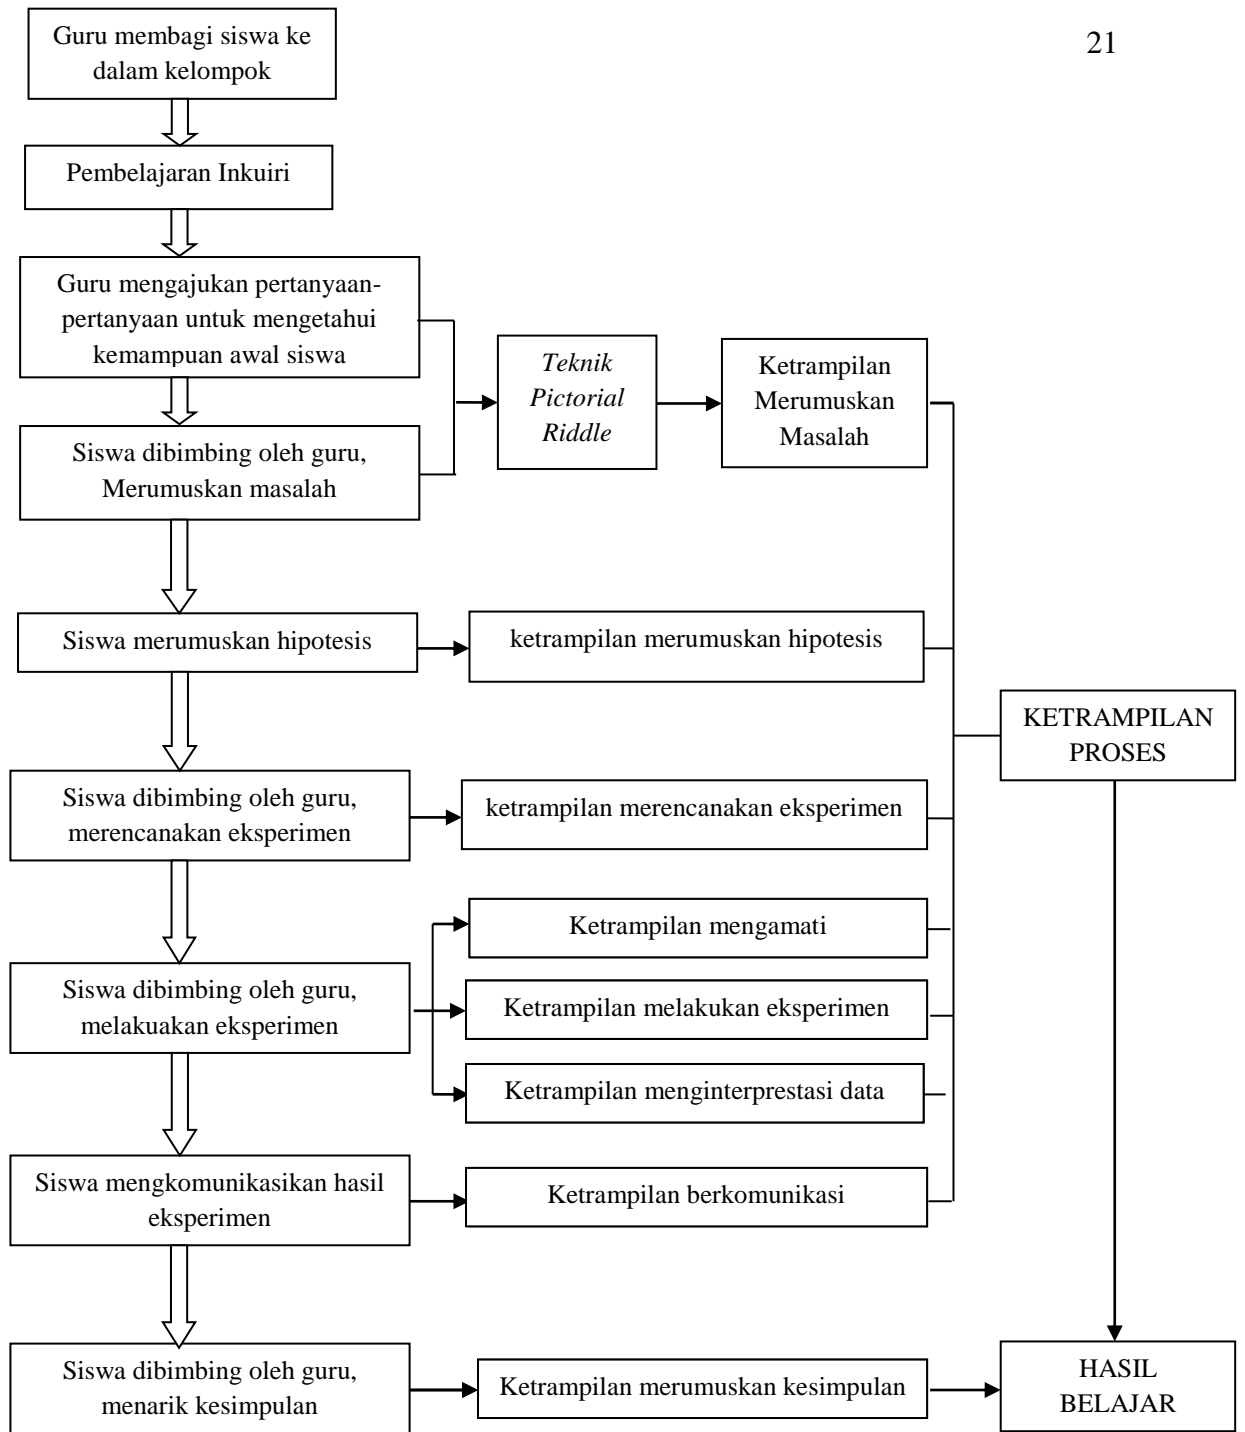 21
Guru membagi siswa ke
dalam kelompok
Pembelajaran Inkuiri
Guru mengajukan pertanyaan-
pertanyaan untuk mengetahui
kemampuan awal siswa
Teknik
Pictorial
Riddle
Ketrampilan
Merumuskan
Masalah
Siswa dibimbing oleh guru,
Merumuskan masalah
Siswa merumuskan hipotesis
ketrampilan merumuskan hipotesis
KETRAMPILAN
PROSES
Siswa dibimbing oleh guru,
merencanakan eksperimen
ketrampilan merencanakan eksperimen
Siswa dibimbing oleh guru,
melakuakan eksperimen
Ketrampilan mengamati
Ketrampilan melakukan eksperimen
Ketrampilan menginterprestasi data
Siswa mengkomunikasikan hasil
eksperimen
Ketrampilan berkomunikasi
Siswa dibimbing oleh guru,
menarik kesimpulan
Ketrampilan merumuskan kesimpulan
HASIL
BELAJAR